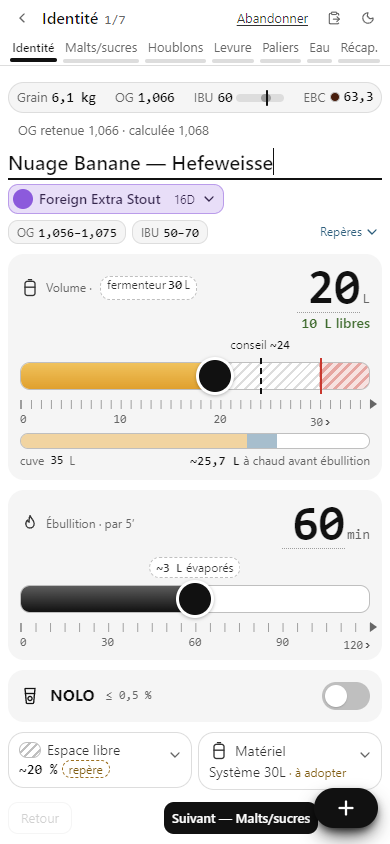 Identité 1/7 Abandonner
Identité Malts/sucres Houblons Levure Paliers Eau Récap.
Grain 6,1 kg OG 1,066 IBU 60 EBC 63,3
OG retenue 1,066 · calculée 1,068
Nuage Banane — Hefeweisse
Foreign Extra Stout 16D
OG 1,056–1,075 IBU 50–70 Repères
Volume · fermenteur 30 L 20 L
10 L libres
conseil ~24
0 10 20 30›
cuve 35 L ~25,7 L à chaud avant ébullition
Ébullition · par 5' 60 min
~3 L évaporés
0 30 60 90 120›
NOLO ≤ 0,5 %
Espace libre
~20 % repère
Matériel
Système 30L · à adopter
Retour Suivant — Malts/sucres +